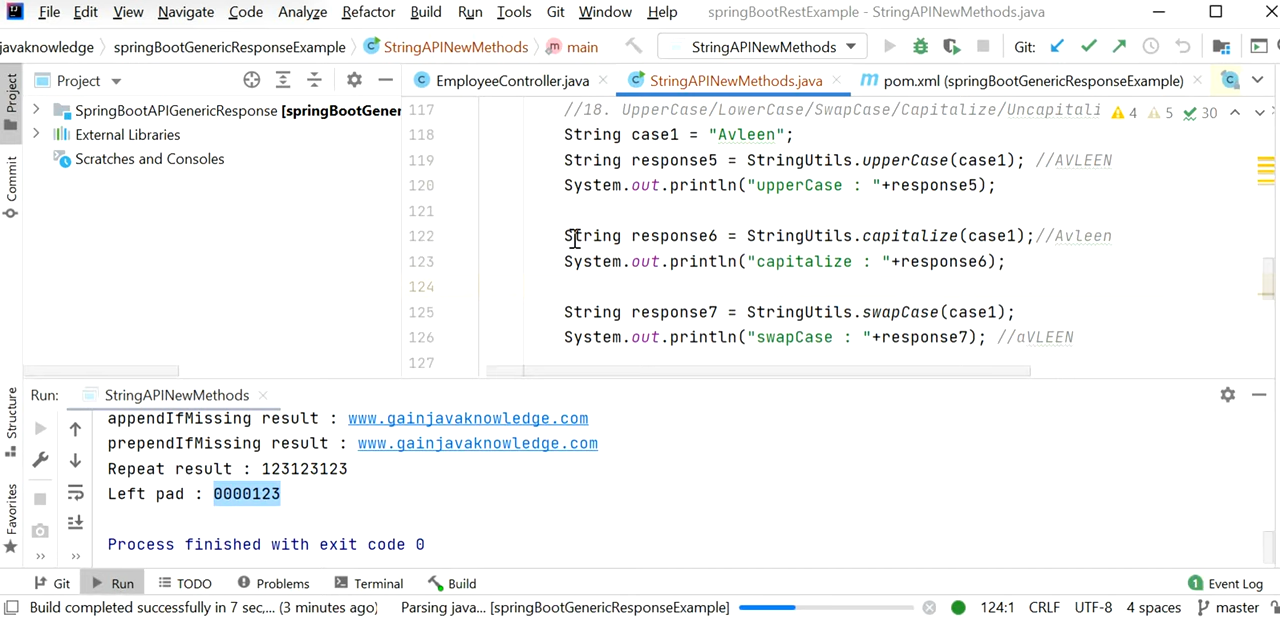 File Edit View Navigate Code Analyze Refactor Build Run Tools Git Window Help springBootRestExample - StringAPINewMethods.java
javaknowledge springBootGenericResponseExample StringAPINewMethods main StringAPINewMethods Git:
Project EmployeeController.java StringAPINewMethods.java pom.xml (springBootGenericResponseExample)
Project
Commit
Structure
Favorites
SpringBootAPIGenericResponse [springBootGener
External Libraries
Scratches and Consoles
4 5 30
117 //18. UpperCase/LowerCase/SwapCase/Capitalize/Uncapitali
118 String case1 = "Avleen";
119 String response5 = StringUtils.upperCase(case1); //AVLEEN
120 System.out.println("upperCase : "+response5);
121
122 String response6 = StringUtils.capitalize(case1);//Avleen
123 System.out.println("capitalize : "+response6);
124
125 String response7 = StringUtils.swapCase(case1);
126 System.out.println("swapCase : "+response7); //aVLEEN
127
Run: StringAPINewMethods
appendIfMissing result : www.gainjavaknowledge.com
prependIfMissing result : www.gainjavaknowledge.com
Repeat result : 123123123
Left pad : 0000123
Process finished with exit code 0
Git Run TODO Problems Terminal Build 1 Event Log
Build completed successfully in 7 sec,... (3 minutes ago) Parsing java... [springBootGenericResponseExample] 124:1 CRLF UTF-8 4 spaces master